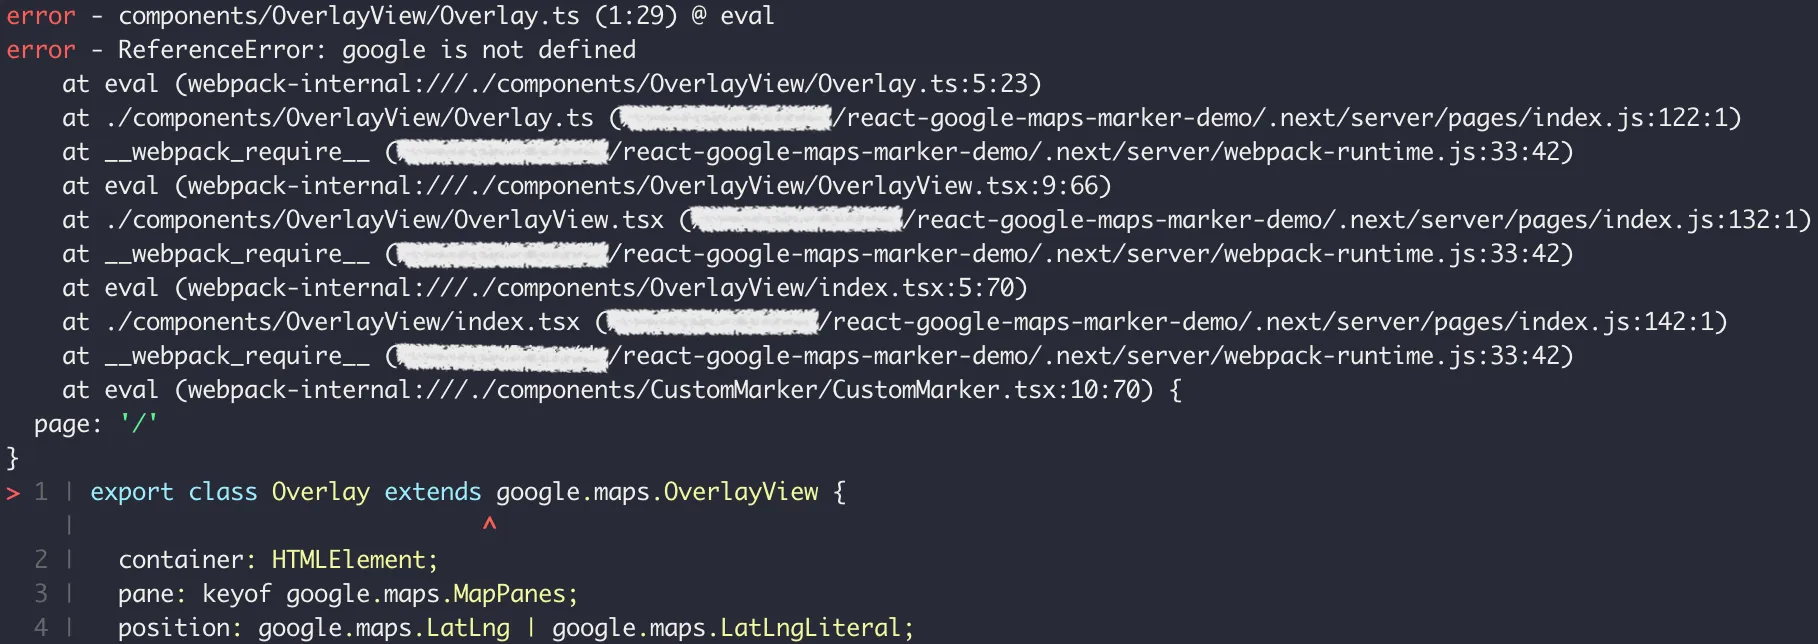 error - components/OverlayView/Overlay.ts (1:29) @ eval
error - ReferenceError: google is not defined
    at eval (webpack-internal:///./components/OverlayView/Overlay.ts:5:23)
    at ./components/OverlayView/Overlay.ts (/react-google-maps-marker-demo/.next/server/pages/index.js:122:1)
    at __webpack_require__ (/react-google-maps-marker-demo/.next/server/webpack-runtime.js:33:42)
    at eval (webpack-internal:///./components/OverlayView/OverlayView.tsx:9:66)
    at ./components/OverlayView/OverlayView.tsx (/react-google-maps-marker-demo/.next/server/pages/index.js:132:1)
    at __webpack_require__ (/react-google-maps-marker-demo/.next/server/webpack-runtime.js:33:42)
    at eval (webpack-internal:///./components/OverlayView/index.tsx:5:70)
    at ./components/OverlayView/index.tsx (/react-google-maps-marker-demo/.next/server/pages/index.js:142:1)
    at __webpack_require__ (/react-google-maps-marker-demo/.next/server/webpack-runtime.js:33:42)
    at eval (webpack-internal:///./components/CustomMarker/CustomMarker.tsx:10:70) {
  page: '/'
}
> 1 | export class Overlay extends google.maps.OverlayView {
    |                             ^
  2 |   container: HTMLElement;
  3 |   pane: keyof google.maps.MapPanes;
  4 |   position: google.maps.LatLng | google.maps.LatLngLiteral;